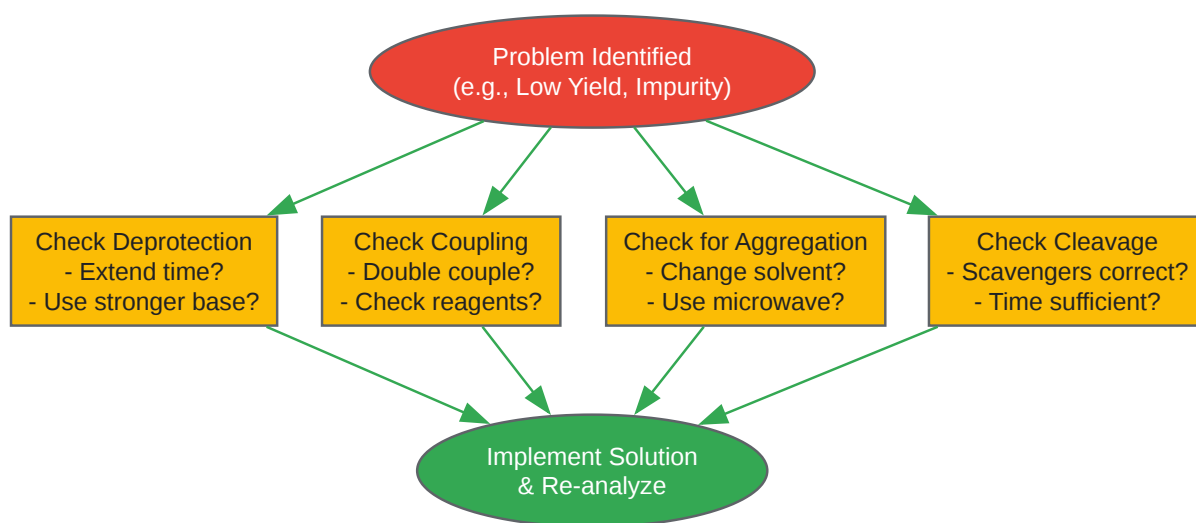 Problem Identified
(e.g., Low Yield, Impurity)
Check Deprotection
- Extend time?
- Use stronger base?
Check Coupling
- Double couple?
- Check reagents?
Check for Aggregation
- Change solvent?
- Use microwave?
Check Cleavage
- Scavengers correct?
- Time sufficient?
Implement Solution
& Re-analyze